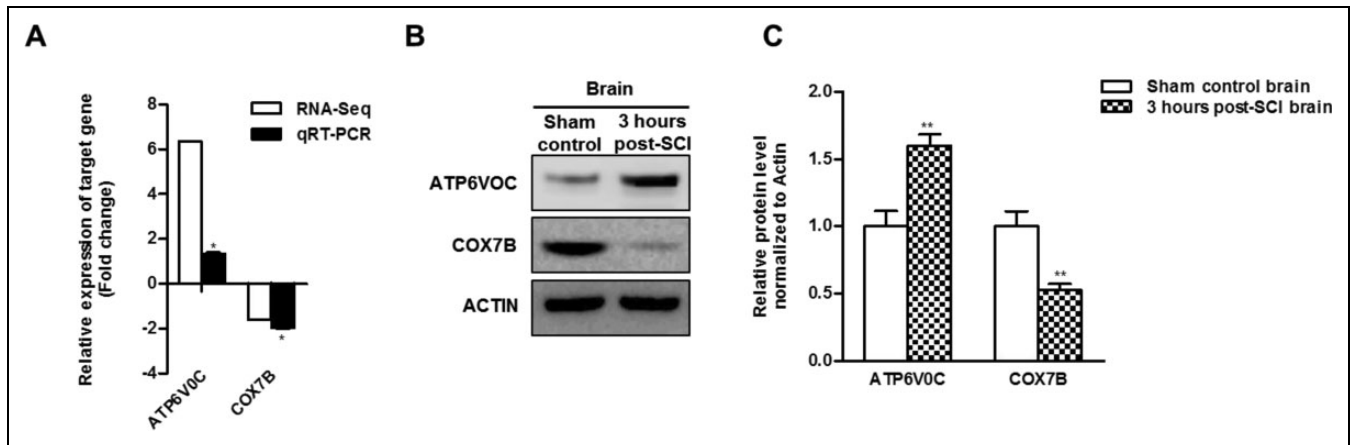 A
Relative expression of target gene
(Fold change)
8
6
4
2
0
-2
-4
RNA-Seq
qRT-PCR
*
*
ATP6V0C
COX7B
B
Brain
Sham
control
3 hours
post-SCI
ATP6VOC
COX7B
ACTIN
C
Sham control brain
3 hours post-SCI brain
Relative protein level
normalized to Actin
2.0
1.5
1.0
0.5
0.0
**
**
ATP6V0C
COX7B